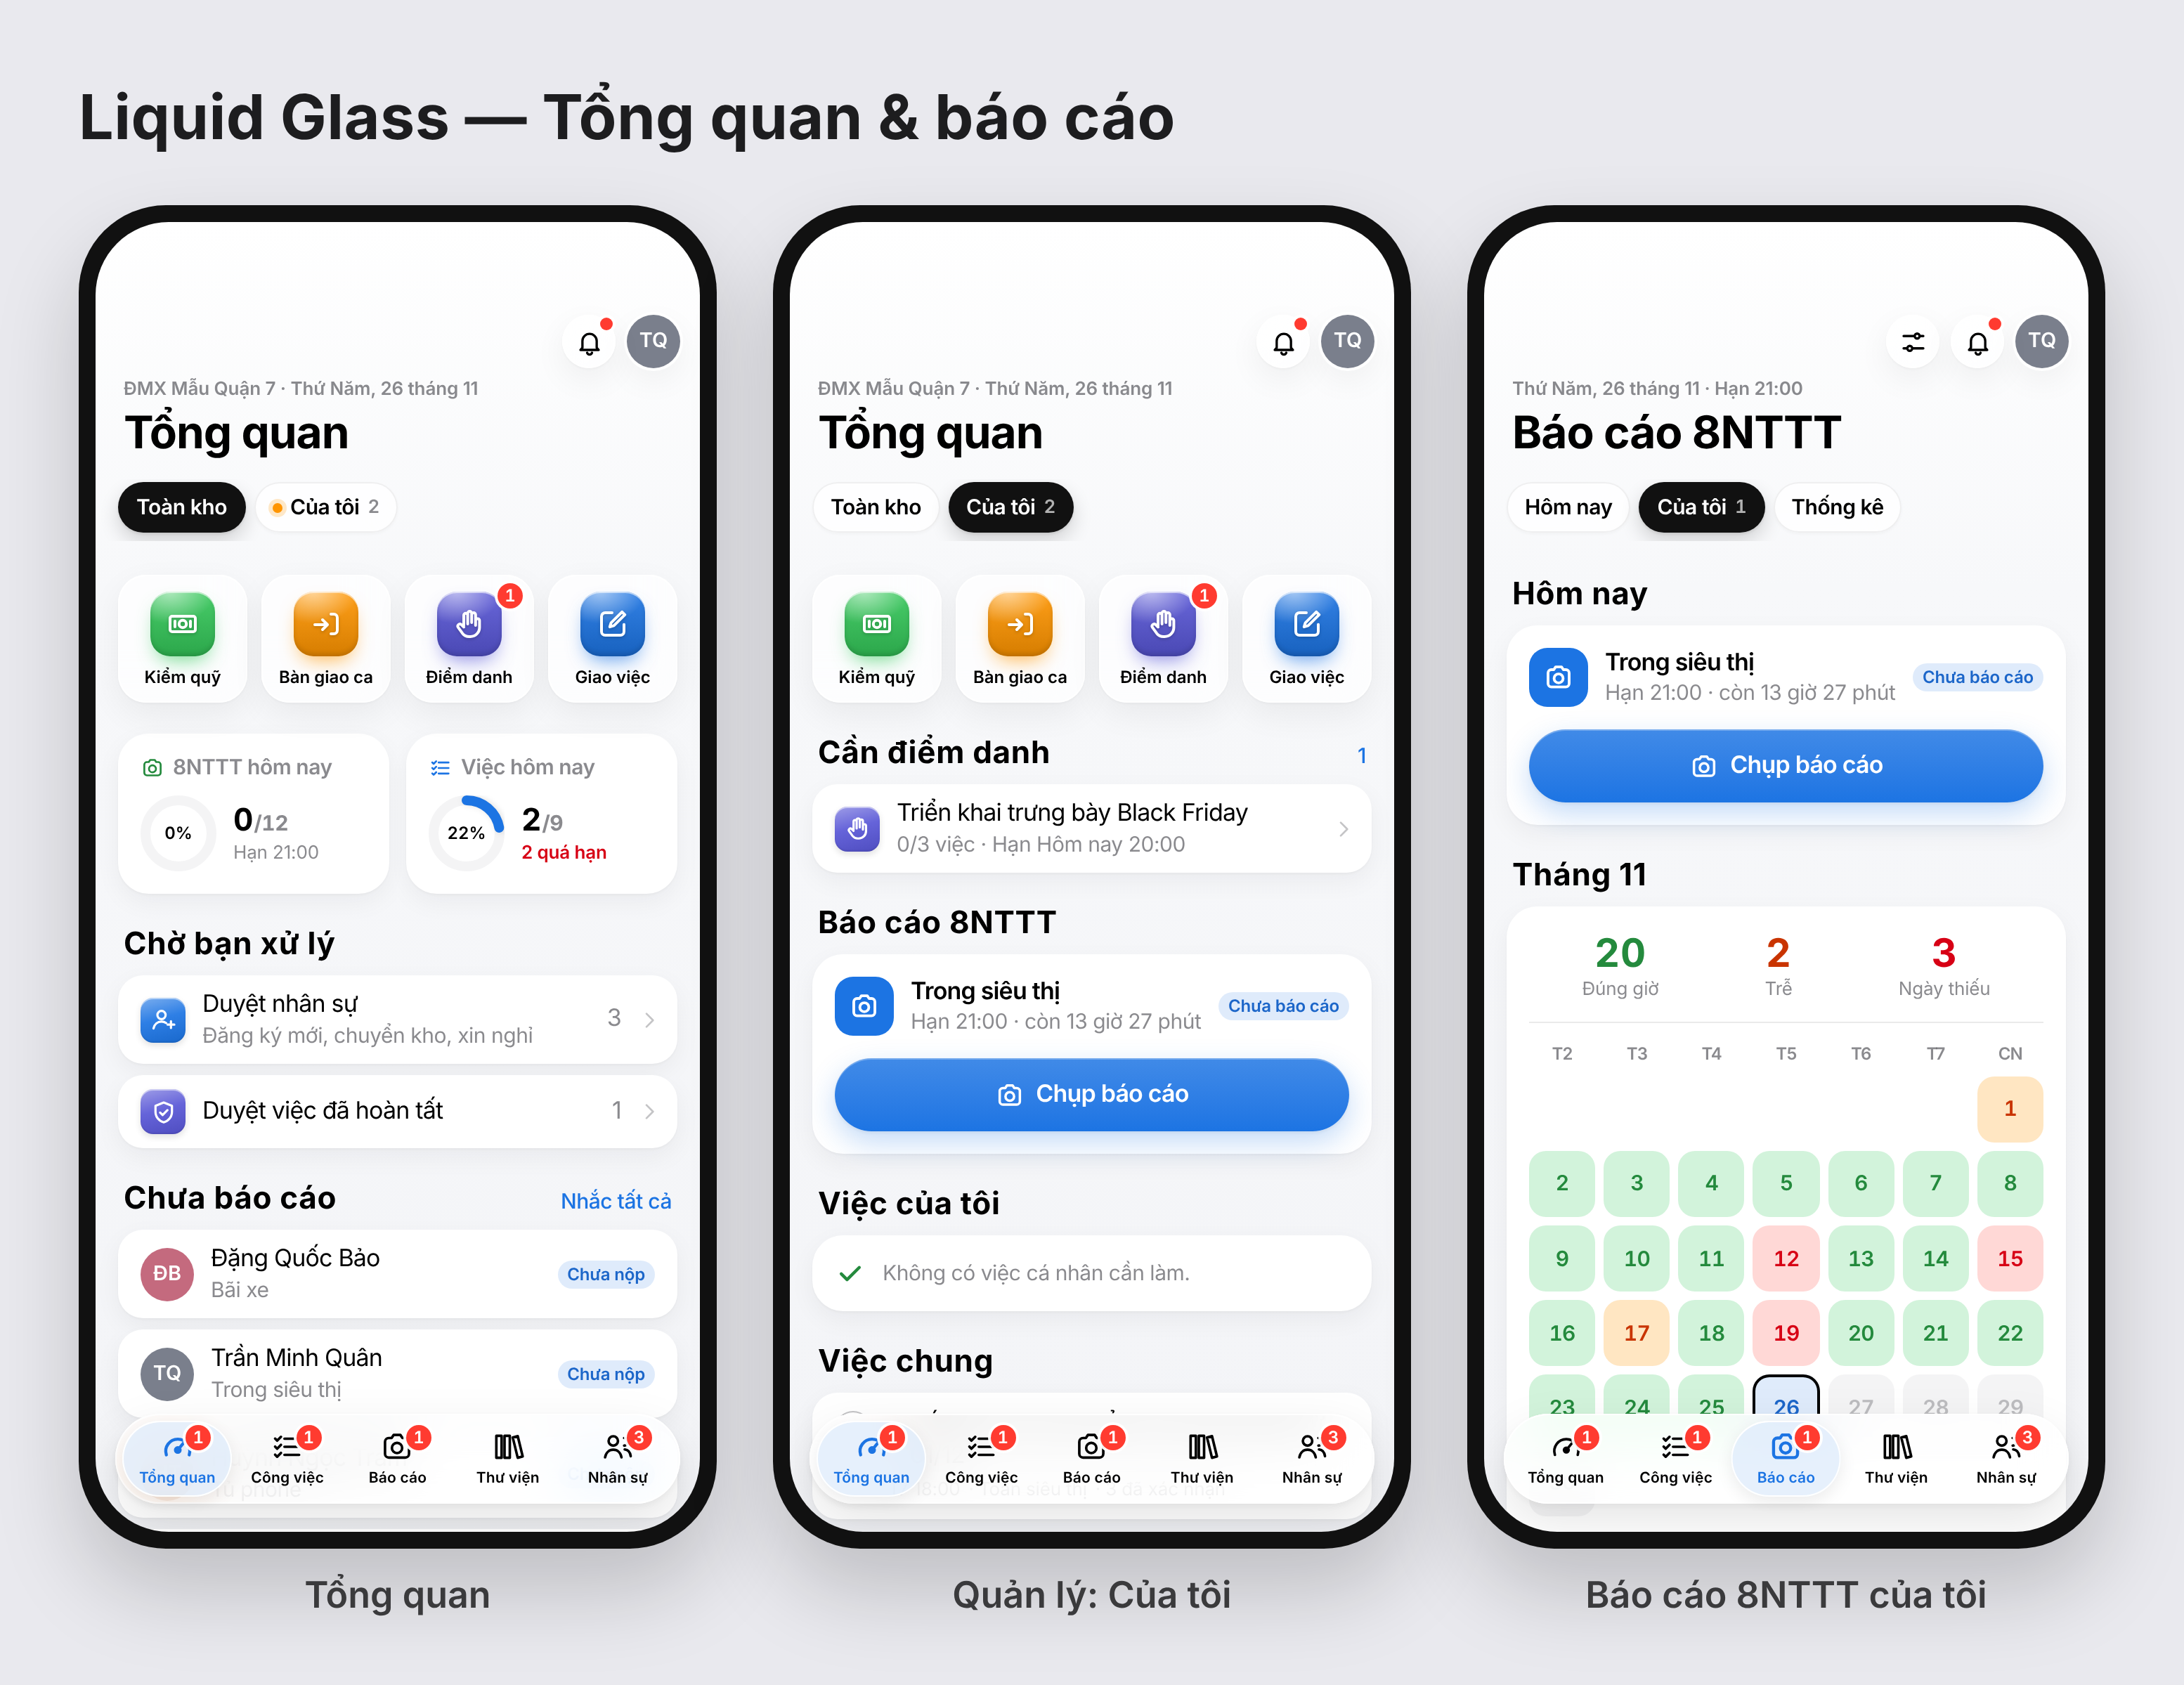 Liquid Glass — Tổng quan & báo cáo
TQ
ĐMX Mẫu Quận 7 · Thứ Năm, 26 tháng 11
Tổng quan
Toàn kho
Của tôi 2
Kiểm quỹ
Bàn giao ca
1
Điểm danh
Giao việc
8NTTT hôm nay
0%
0/12
Hạn 21:00
Việc hôm nay
22%
2/9
2 quá hạn
Chờ bạn xử lý
Duyệt nhân sự
Đăng ký mới, chuyển kho, xin nghỉ
3
Duyệt việc đã hoàn tất
1
Chưa báo cáo
Nhắc tất cả
ĐB
Đặng Quốc Bảo
Bãi xe
Chưa nộp
TQ
Trần Minh Quân
Trong siêu thị
Chưa nộp
1
Tổng quan
1
Công việc
1
Báo cáo
Thư viện
3
Nhân sự
Tổng quan
TQ
ĐMX Mẫu Quận 7 · Thứ Năm, 26 tháng 11
Tổng quan
Toàn kho
Của tôi 2
Kiểm quỹ
Bàn giao ca
1
Điểm danh
Giao việc
Cần điểm danh
1
Triển khai trưng bày Black Friday
0/3 việc · Hạn Hôm nay 20:00
Báo cáo 8NTTT
Trong siêu thị
Hạn 21:00 · còn 13 giờ 27 phút
Chưa báo cáo
Chụp báo cáo
Việc của tôi
Không có việc cá nhân cần làm.
Việc chung
1
Tổng quan
1
Công việc
1
Báo cáo
Thư viện
3
Nhân sự
Quản lý: Của tôi
TQ
Thứ Năm, 26 tháng 11 · Hạn 21:00
Báo cáo 8NTTT
Hôm nay
Của tôi 1
Thống kê
Hôm nay
Trong siêu thị
Hạn 21:00 · còn 13 giờ 27 phút
Chưa báo cáo
Chụp báo cáo
Tháng 11
20
Đúng giờ
2
Trễ
3
Ngày thiếu
T2 T3 T4 T5 T6 T7 CN
1
2 3 4 5 6 7 8
9 10 11 12 13 14 15
16 17 18 19 20 21 22
23 24 25 26 27 28 29
1
Tổng quan
1
Công việc
1
Báo cáo
Thư viện
3
Nhân sự
Báo cáo 8NTTT của tôi